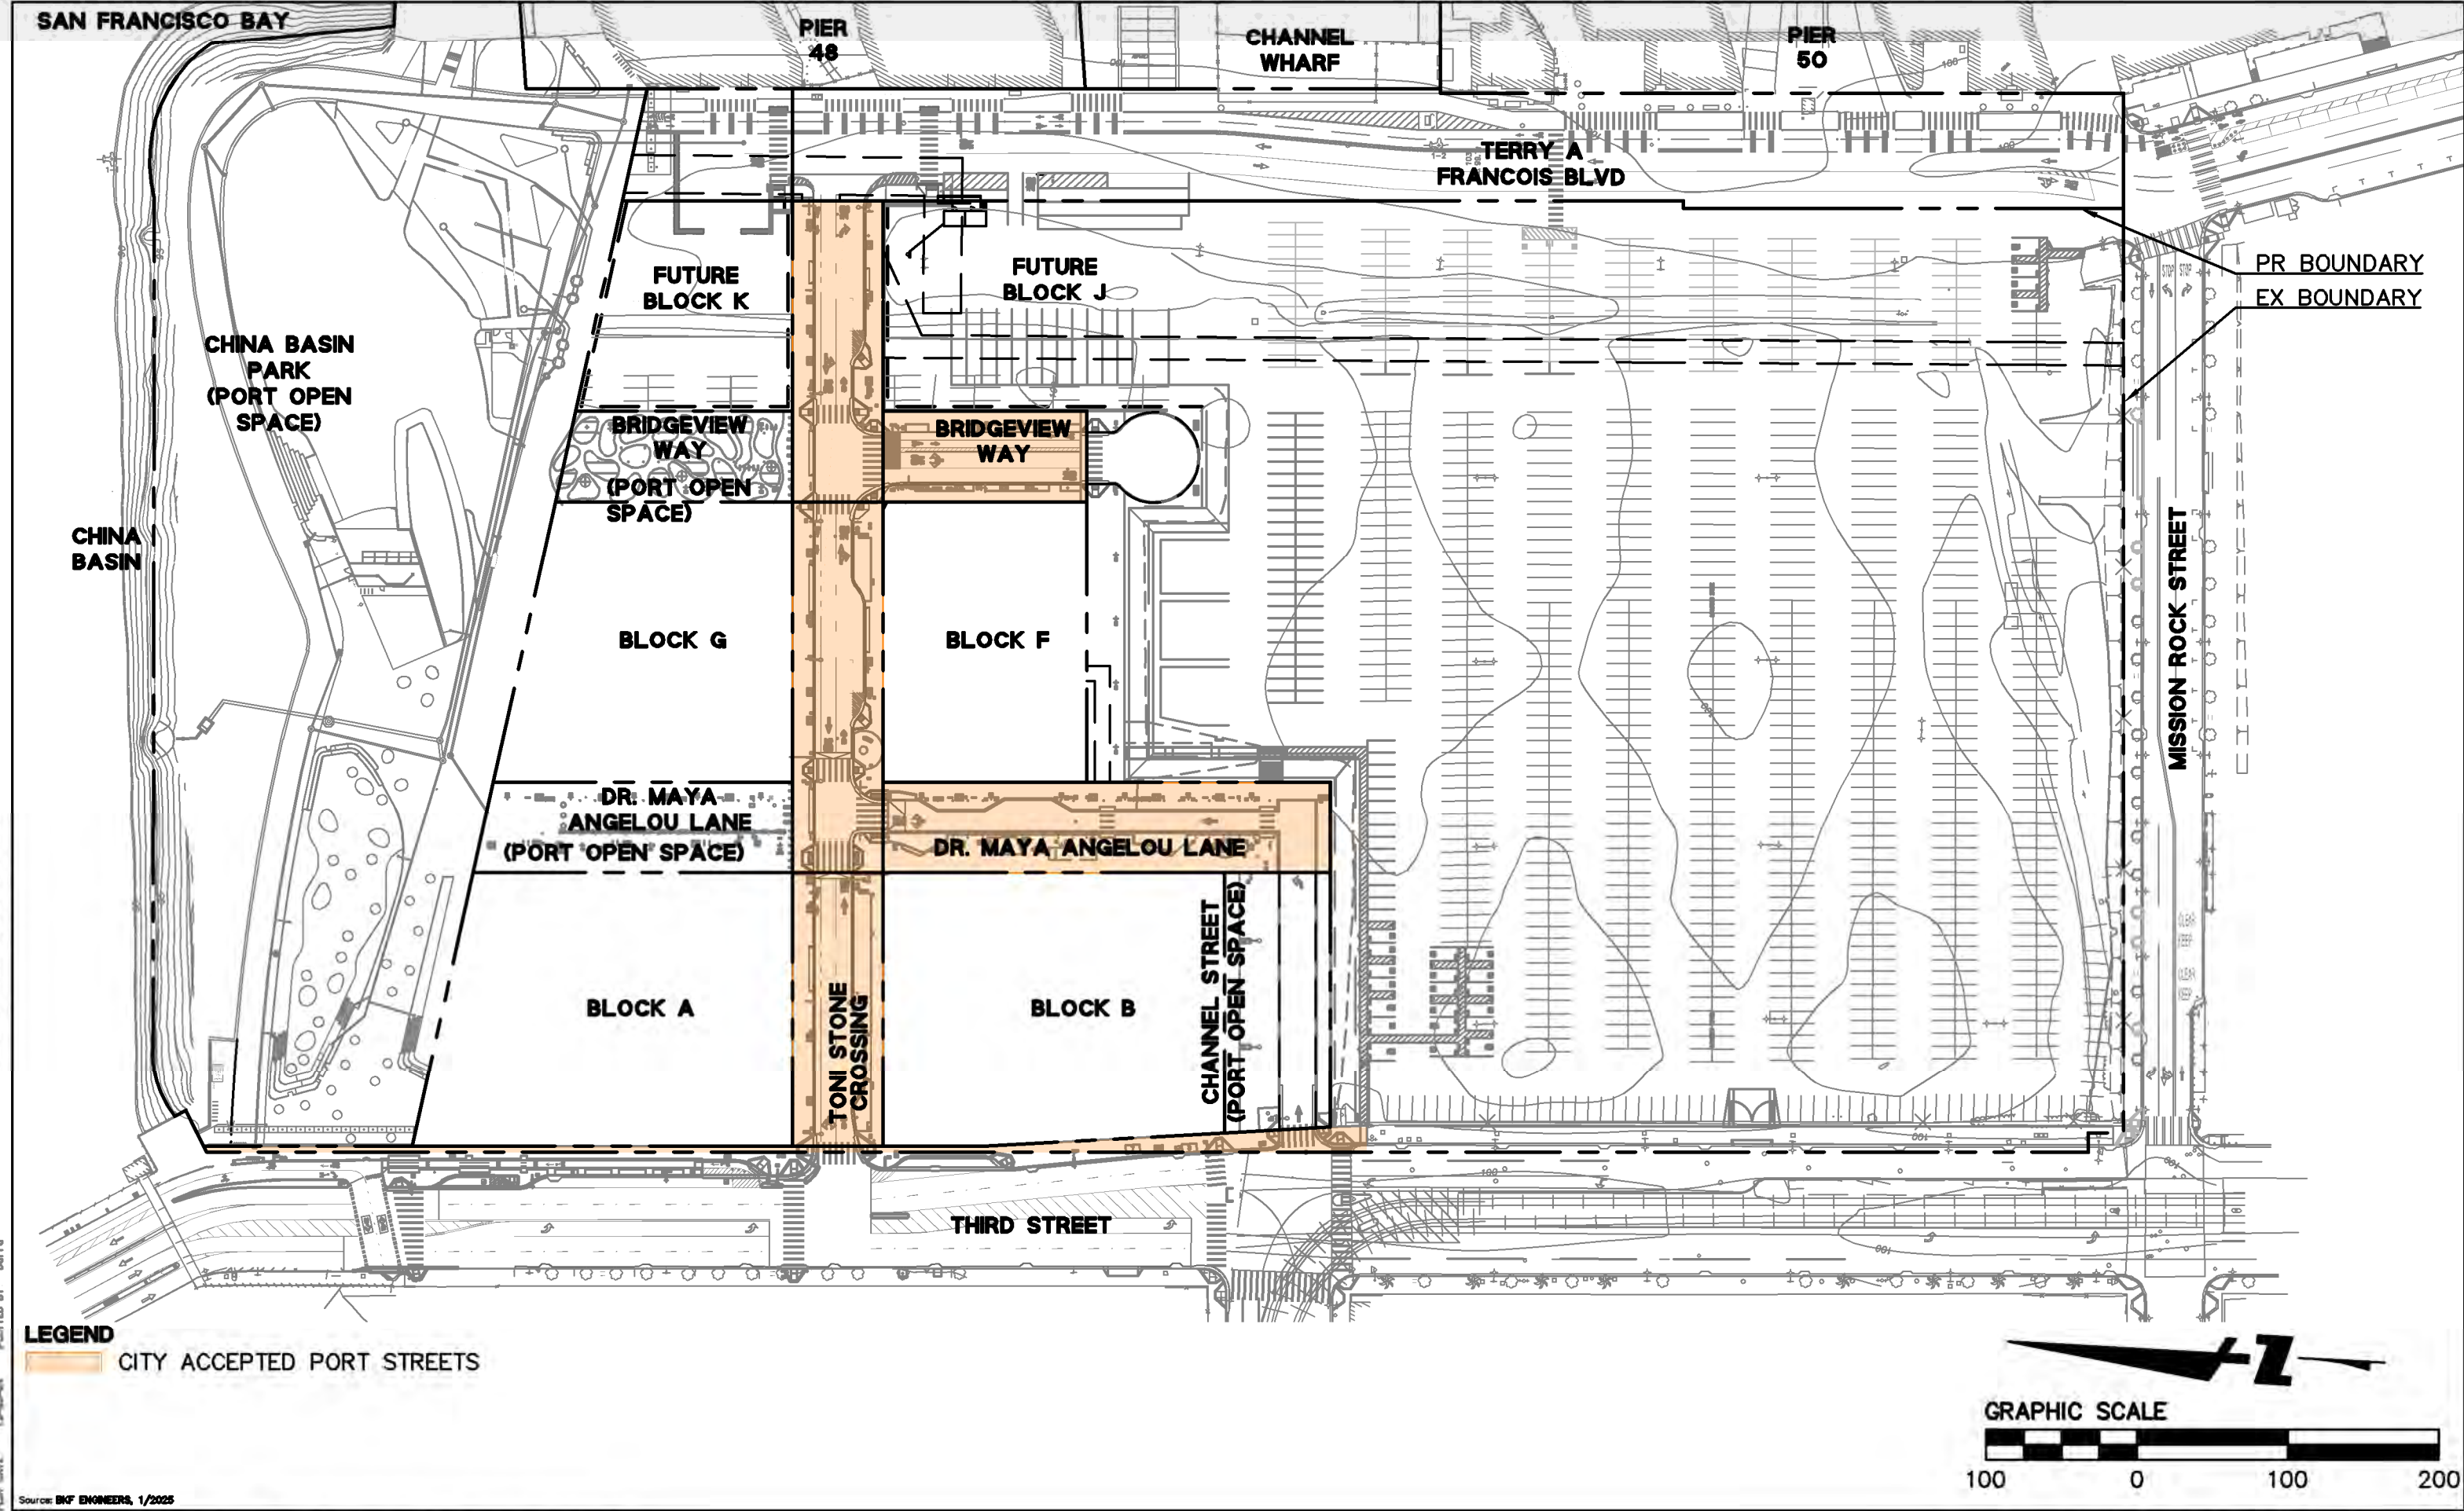 SAN FRANCISCO BAY
PIER
48
CHANNEL
WHARF
PIER
50
TERRY A
FRANCOIS BLVD
PR BOUNDARY
EX BOUNDARY
FUTURE
BLOCK K
FUTURE
BLOCK J
CHINA BASIN
PARK
(PORT OPEN
SPACE)
BRIDGEVIEW
WAY
(PORT OPEN
SPACE)
BRIDGEVIEW
WAY
CHINA
BASIN
MISSION ROCK STREET
BLOCK G
BLOCK F
DR. MAYA
ANGELOU LANE
(PORT OPEN SPACE)
DR. MAYA ANGELOU LANE
BLOCK A
TONI STONE
CROSSING
BLOCK B
CHANNEL STREET
(PORT OPEN SPACE)
THIRD STREET
LEGEND
CITY ACCEPTED PORT STREETS
GRAPHIC SCALE
100 0 100 200
Source: BKF ENGINEERS, 1/2025